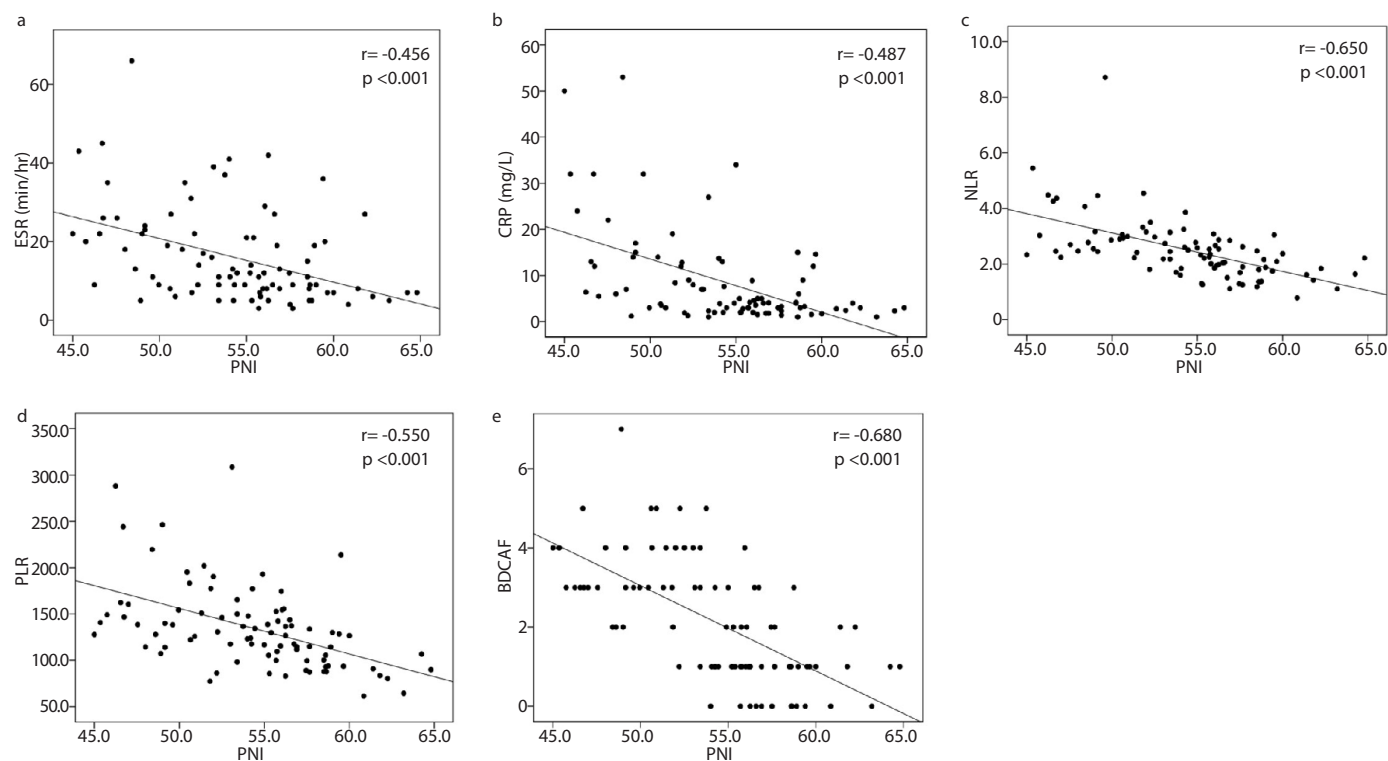 a
r= -0.456
p <0.001
ESR (min/hr)
60
40
20
0
45.0 50.0 55.0 60.0 65.0
PNI
b
r= -0.487
p <0.001
CRP (mg/L)
60
50
40
30
20
10
0
45.0 50.0 55.0 60.0 65.0
PNI
c
r= -0.650
p <0.001
NLR
10.0
8.0
6.0
4.0
2.0
0
45.0 50.0 55.0 60.0 65.0
PNI
d
r= -0.550
p <0.001
PLR
350.0
300.0
250.0
200.0
150.0
100.0
50.0
45.0 50.0 55.0 60.0 65.0
PNI
e
r= -0.680
p <0.001
BDCAF
6
4
2
0
45.0 50.0 55.0 60.0 65.0
PNI